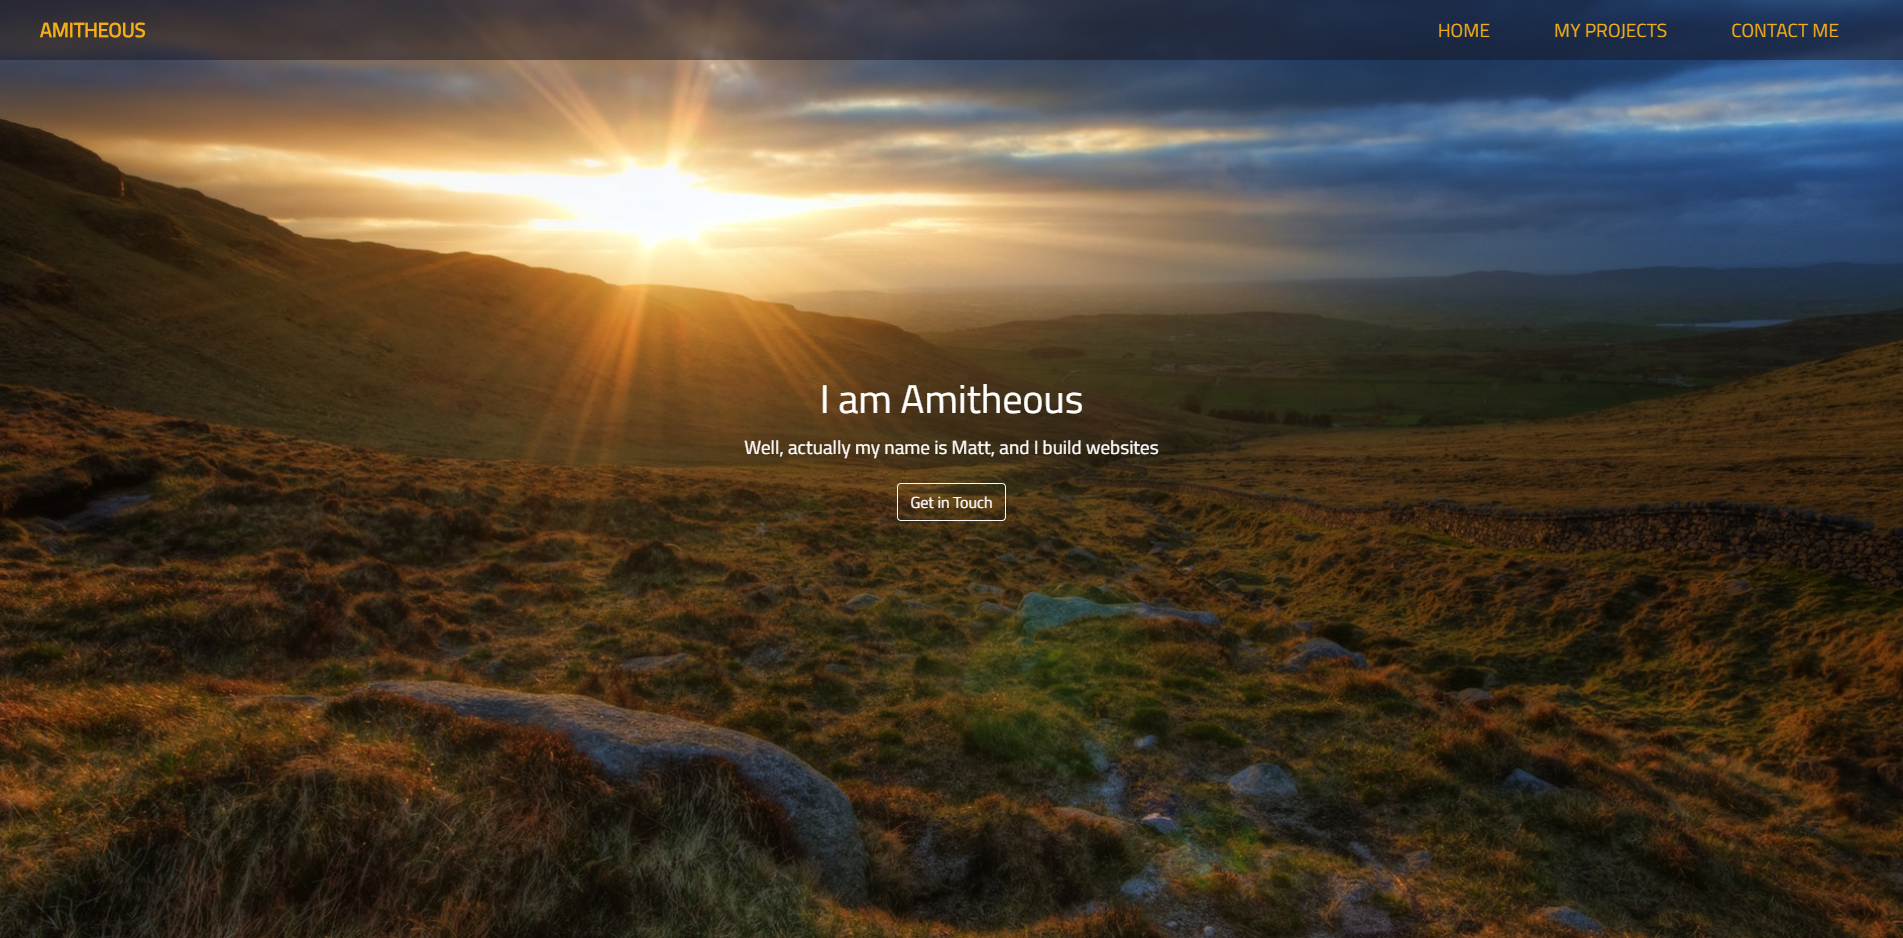 AMITHEOUS
HOME MY PROJECTS CONTACT ME
I am Amitheous
Well, actually my name is Matt, and I build websites
Get in Touch